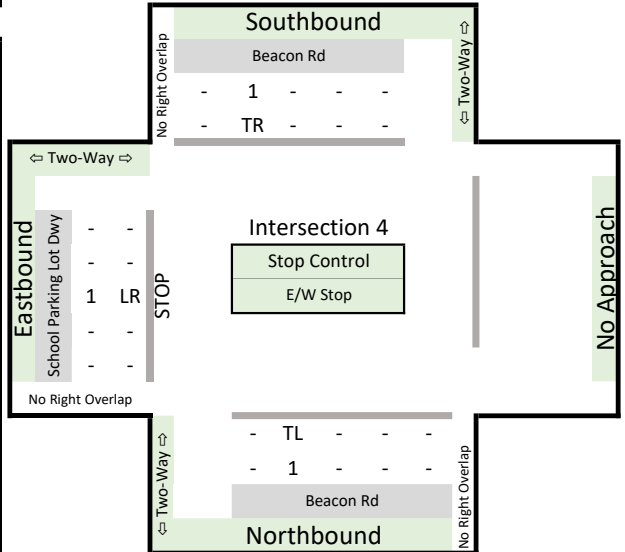 Southbound
Beacon Rd
No Right Overlap
⇦ Two-Way ⇨
- 1 - - -
- TR - - -
⇦ Two-Way ⇨
Eastbound
School Parking Lot Dwy
- -
- -
1 LR
- -
- -
STOP
No Right Overlap
Intersection 4
Stop Control
E/W Stop
No Approach
- TL - - -
- 1 - - -
Beacon Rd
Northbound
⇦ Two-Way ⇨
No Right Overlap